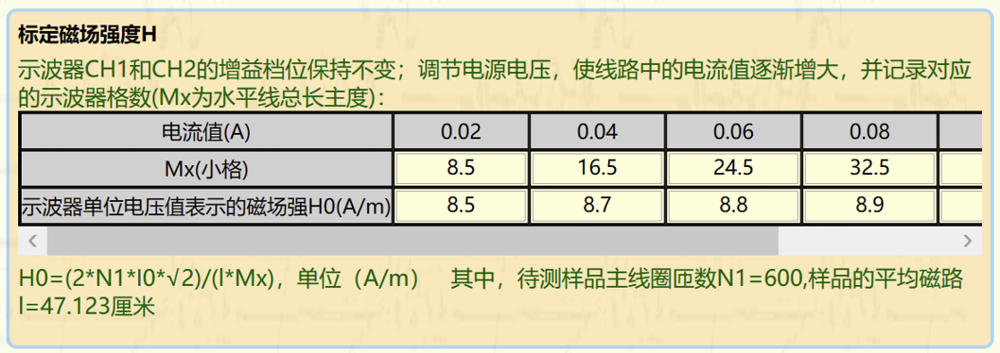 标定磁场强度H
示波器CH1和CH2的增益档位保持不变；调节电源电压，使线路中的电流值逐渐增大，并记录对应
的示波器格数(Mx为水平线总长主度)：
电流值(A) 0.02 0.04 0.06 0.08
Mx(小格) 8.5 16.5 24.5 32.5
示波器单位电压值表示的磁场强H0(A/m) 8.5 8.7 8.8 8.9
H0=(2*N1*I0*√2)/(l*Mx)，单位（A/m） 其中，待测样品主线圈匝数N1=600,样品的平均磁路
l=47.123厘米